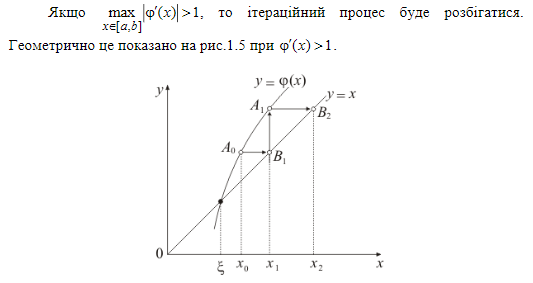 Якщо max |φ′(x)| > 1, то ітераційний процес буде розбігатися.
x∈[a,b]
Геометрично це показано на рис.1.5 при φ′(x) > 1.
y = φ(x)
y
A₁
y = x
B₂
A₀
B₁
0
ξ x₀ x₁ x₂ x